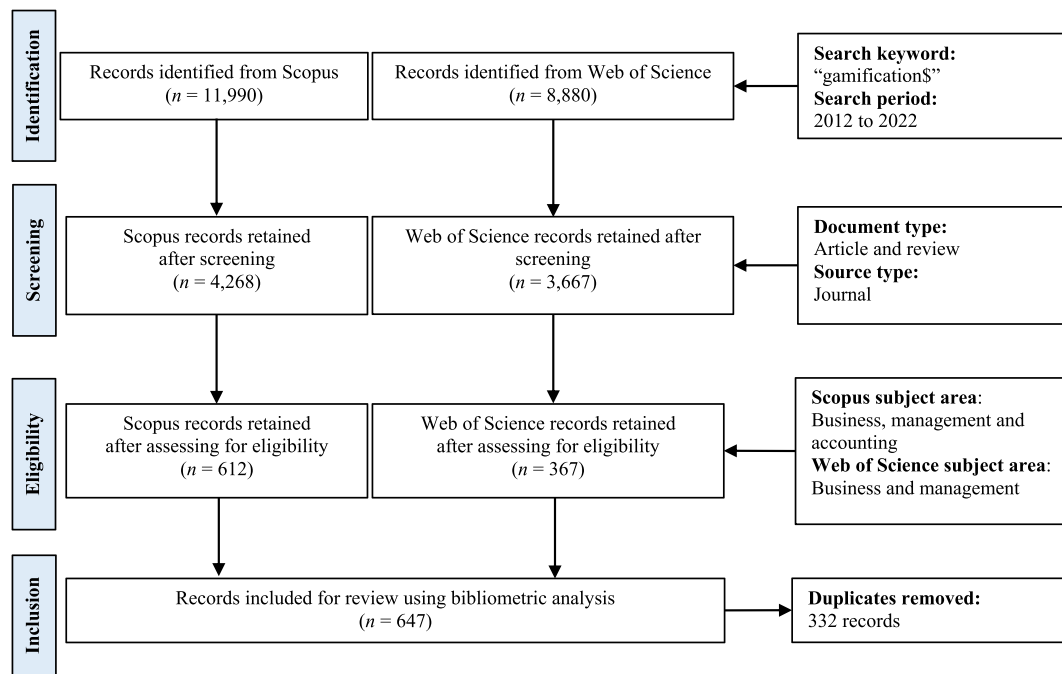 Identification
Records identified from Scopus
(n = 11,990)
Records identified from Web of Science
(n = 8,880)
Search keyword:
“gamification$”
Search period:
2012 to 2022
Screening
Scopus records retained
after screening
(n = 4,268)
Web of Science records retained after
screening
(n = 3,667)
Document type:
Article and review
Source type:
Journal
Eligibility
Scopus records retained
after assessing for eligibility
(n = 612)
Web of Science records retained
after assessing for eligibility
(n = 367)
Scopus subject area:
Business, management and
accounting
Web of Science subject area:
Business and management
Inclusion
Records included for review using bibliometric analysis
(n = 647)
Duplicates removed:
332 records